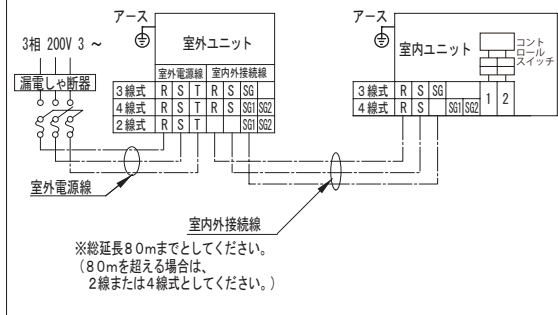 アース
3相 200V 3 ~
漏電しゃ断器
室外ユニット
室外電源線 室内外接続線
3線式 R S T R S SG
4線式 R S T R S SG1 SG2
2線式 R S T SG1 SG2
室外電源線
アース
室内ユニット
コント
ロール
スイッチ
3線式 R S SG
4線式 R S SG1 SG2
1 2
室内外接続線
※総延長80mまでとしてください。
(80mを超える場合は、
2線または4線式としてください。)